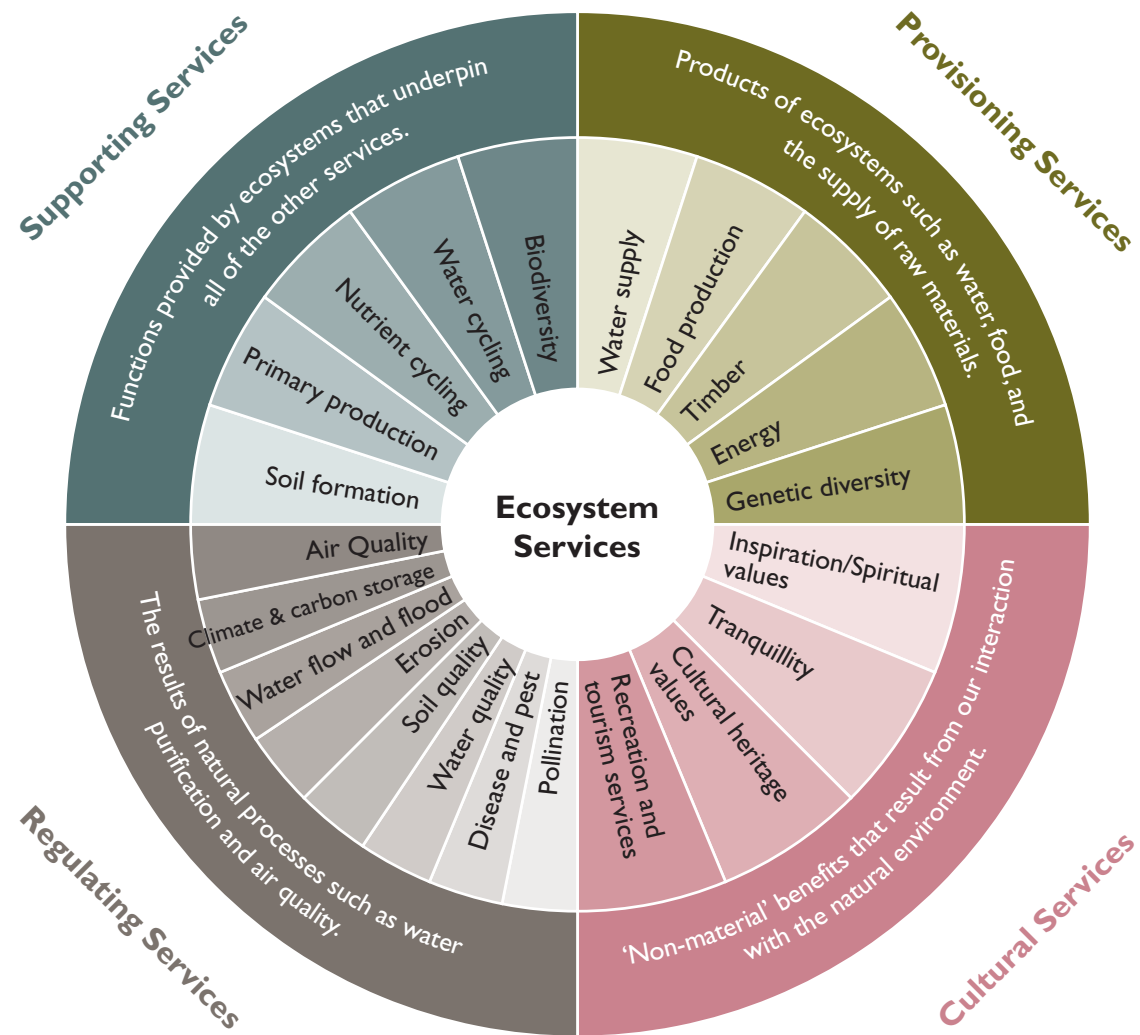 Supporting Services
Functions provided by ecosystems that underpin
all of the other services.
Biodiversity
Water cycling
Nutrient cycling
Primary production
Soil formation
Provisioning Services
Products of ecosystems such as water, food, and
the supply of raw materials.
Water supply
Food production
Timber
Energy
Genetic diversity
Ecosystem
Services
Regulating Services
The results of natural processes such as water
purification and air quality.
Air Quality
Climate & carbon storage
Water flow and flood
Erosion
Soil quality
Water quality
Disease and pest
Pollination
Cultural Services
‘Non-material’ benefits that result from our interaction
with the natural environment.
Inspiration/Spiritual
values
Tranquillity
Cultural heritage
values
Recreation and
tourism services